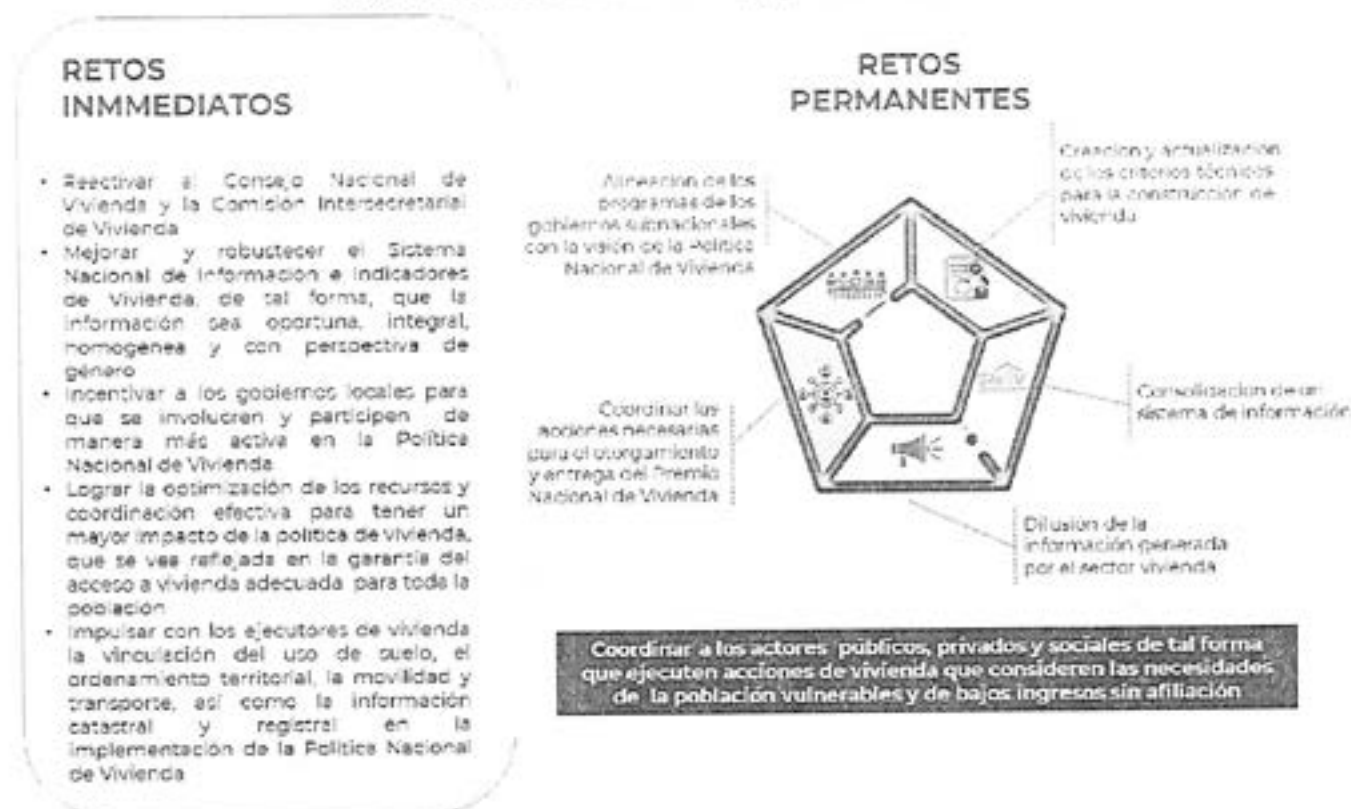 RETOS
INMMEDIATOS
• Reectivar al Consejo Nacional de
Vivienda y la Comisión Intersecretarial
de Vivienda
• Mejorar y robustecer el Sistema
Nacional de Información e Indicadores
de Vivienda, de tal forma, que la
información sea oportuna, integral,
homogenea y con perspectiva de
género
• Incentivar a los gobiernos locales para
que se involucren y participen de
manera más activa en la Política
Nacional de Vivienda
• Lograr la optimización de los recursos y
coordinación efectiva para tener un
mayor impacto de la política de vivienda,
que se vea reflejada en la garantía del
acceso a vivienda adecuada para toda la
población
• Impulsar con los ejecutores de vivienda
la vinculación del uso de suelo, el
ordenamiento territorial, la movilidad y
transporte, así como la información
catastral y registral en la
implementación de la Política Nacional
de Vivienda
RETOS
PERMANENTES
Alineación de los
programas de los
gobiernos subnacionales
con la visión de la Política
Nacional de Vivienda
Creación y actualización
de los criterios técnicos
para la construcción de
vivienda
Coordinar las
acciones necesarias
para el otorgamiento
y entrega del Premio
Nacional de Vivienda
Consolidación de un
sistema de información
Difusión de la
información generada
por el sector vivienda
Coordinar a los actores públicos, privados y sociales de tal forma
que ejecuten acciones de vivienda que consideren las necesidades
de la población vulnerables y de bajos ingresos sin afiliación